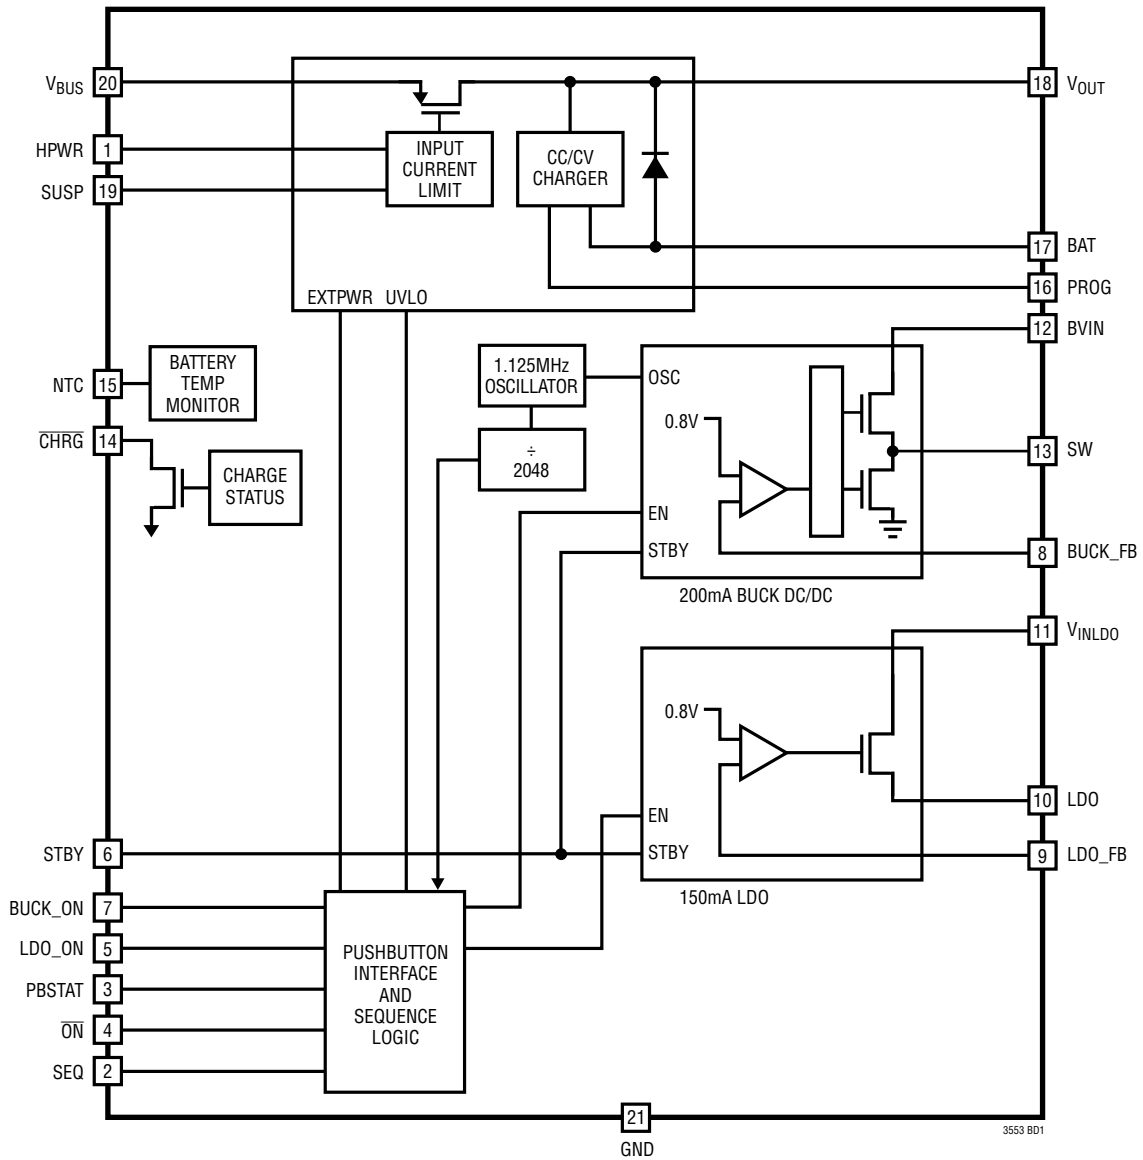 VBUS 20
18 VOUT
HPWR 1
INPUT
CURRENT
LIMIT
CC/CV
CHARGER
SUSP 19
17 BAT
16 PROG
EXTPWR UVLO
12 BVIN
NTC 15
BATTERY
TEMP
MONITOR
1.125MHz
OSCILLATOR
OSC
0.8V
CHRG 14
÷
2048
13 SW
CHARGE
STATUS
EN
STBY
8 BUCK_FB
200mA BUCK DC/DC
11 VINLDO
0.8V
10 LDO
EN
STBY 6
STBY
9 LDO_FB
150mA LDO
BUCK_ON 7
LDO_ON 5
PBSTAT 3
ON 4
SEQ 2
PUSHBUTTON
INTERFACE
AND
SEQUENCE
LOGIC
21
GND
3553 BD1